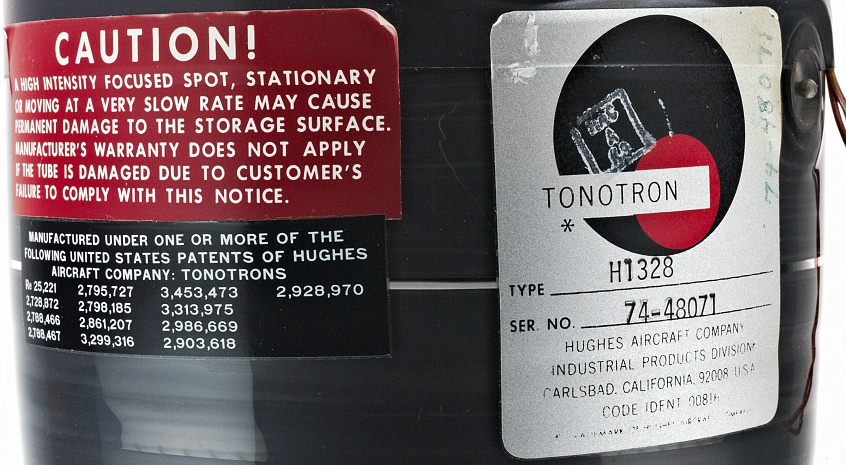 CAUTION!
A HIGH INTENSITY FOCUSED SPOT, STATIONARY
OR MOVING AT A VERY SLOW RATE MAY CAUSE
PERMANENT DAMAGE TO THE STORAGE SURFACE.
MANUFACTURER'S WARRANTY DOES NOT APPLY
IF THE TUBE IS DAMAGED DUE TO CUSTOMER'S
FAILURE TO COMPLY WITH THIS NOTICE.
MANUFACTURED UNDER ONE OR MORE OF THE
FOLLOWING UNITED STATES PATENTS OF HUGHES
AIRCRAFT COMPANY: TONOTRONS
Re 25,221 2,795,727 3,453,473 2,928,970
2,728,872 2,798,185 3,313,975
2,788,466 2,861,207 2,986,669
2,788,467 3,299,316 2,903,618
TONOTRON
*
TYPE H1328
SER. NO. 74-48071
HUGHES AIRCRAFT COMPANY
INDUSTRIAL PRODUCTS DIVISION
CARLSBAD, CALIFORNIA, 92008 USA
CODE IDENT 00816
* TRADEMARK OF HUGHES AIRCRAFT COMPANY
74-48071